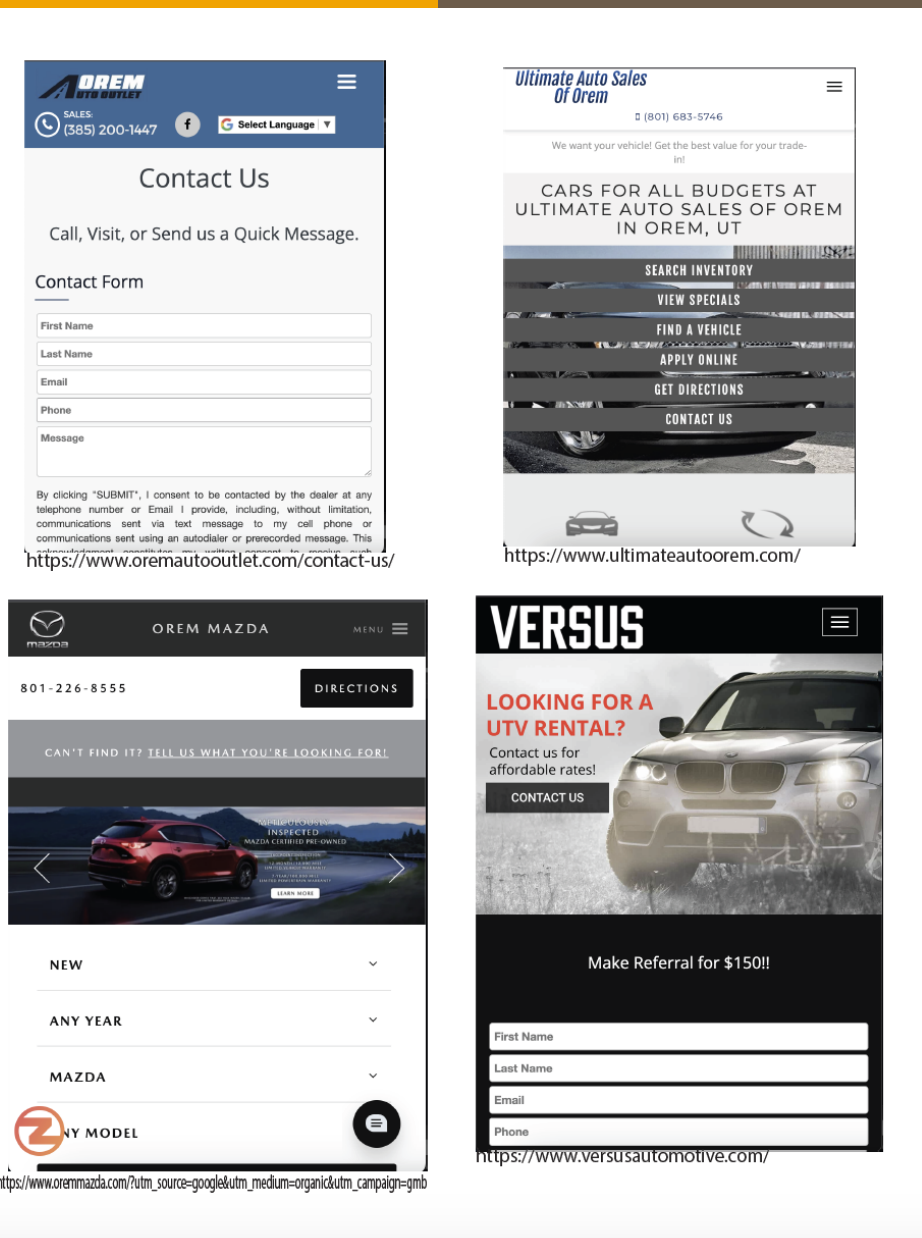 OREM
AUTO OUTLET
SALES:
(385) 200-1447
f
G Select Language ▼
Contact Us
Call, Visit, or Send us a Quick Message.
Contact Form
First Name
Last Name
Email
Phone
Message
By clicking "SUBMIT", I consent to be contacted by the dealer at any
telephone number or Email I provide, including, without limitation,
communications sent via text message to my cell phone or
communications sent using an autodialer or prerecorded message. This
acknowledgment constitutes my written consent to receive such
https://www.oremautooutlet.com/contact-us/
Ultimate Auto Sales
Of Orem
(801) 683-5746
We want your vehicle! Get the best value for your trade-
in!
CARS FOR ALL BUDGETS AT
ULTIMATE AUTO SALES OF OREM
IN OREM, UT
SEARCH INVENTORY
VIEW SPECIALS
FIND A VEHICLE
APPLY ONLINE
GET DIRECTIONS
CONTACT US
https://www.ultimateautoorem.com/
mazda
OREM MAZDA
MENU
801-226-8555
DIRECTIONS
CAN'T FIND IT? TELL US WHAT YOU'RE LOOKING FOR!
METICULOUSLY
INSPECTED
MAZDA CERTIFIED PRE-OWNED
LEARN MORE
NEW
ANY YEAR
MAZDA
NY MODEL
https://www.oremmazda.com/?utm_source=google&utm_medium=organic&utm_campaign=gmb
VERSUS
LOOKING FOR A
UTV RENTAL?
Contact us for
affordable rates!
CONTACT US
Make Referral for $150!!
First Name
Last Name
Email
Phone
https://www.versusautomotive.com/